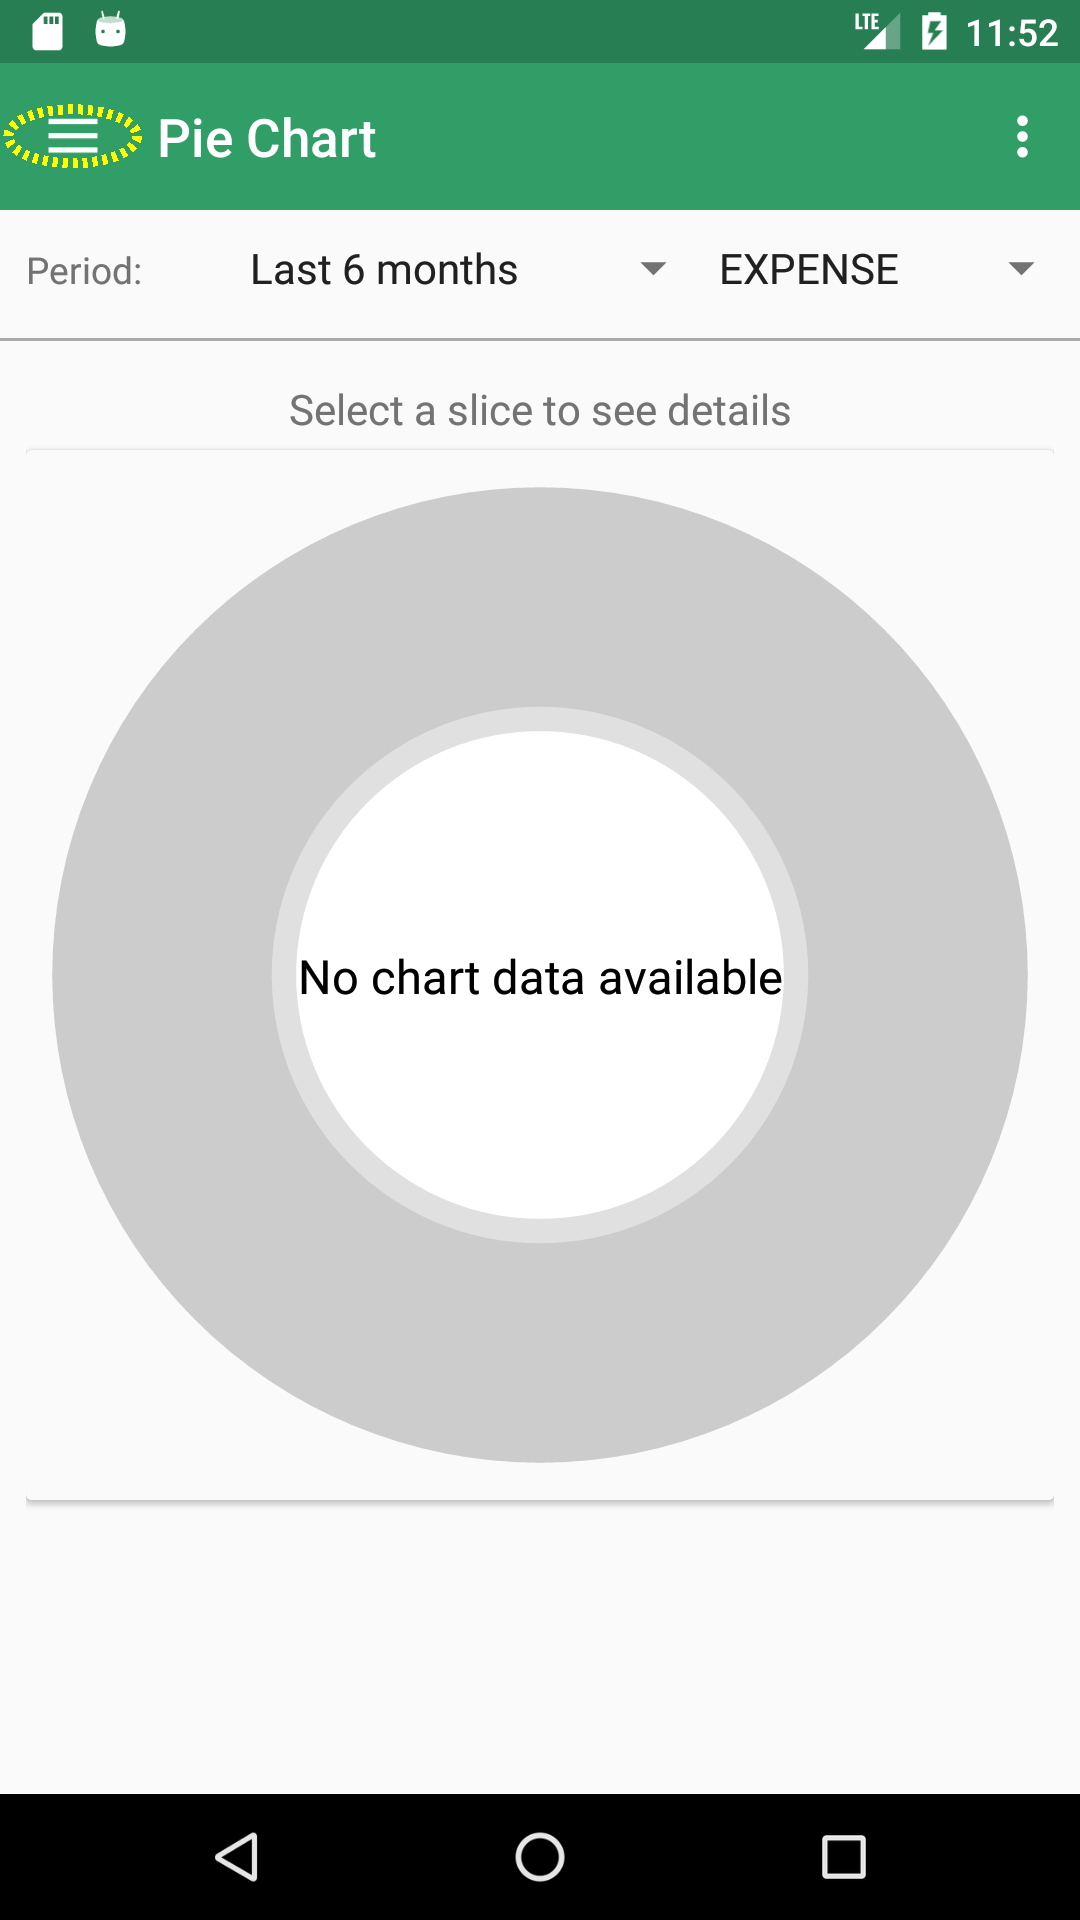 LTE 11:52
Pie Chart
Period: Last 6 months EXPENSE
Select a slice to see details
No chart data available